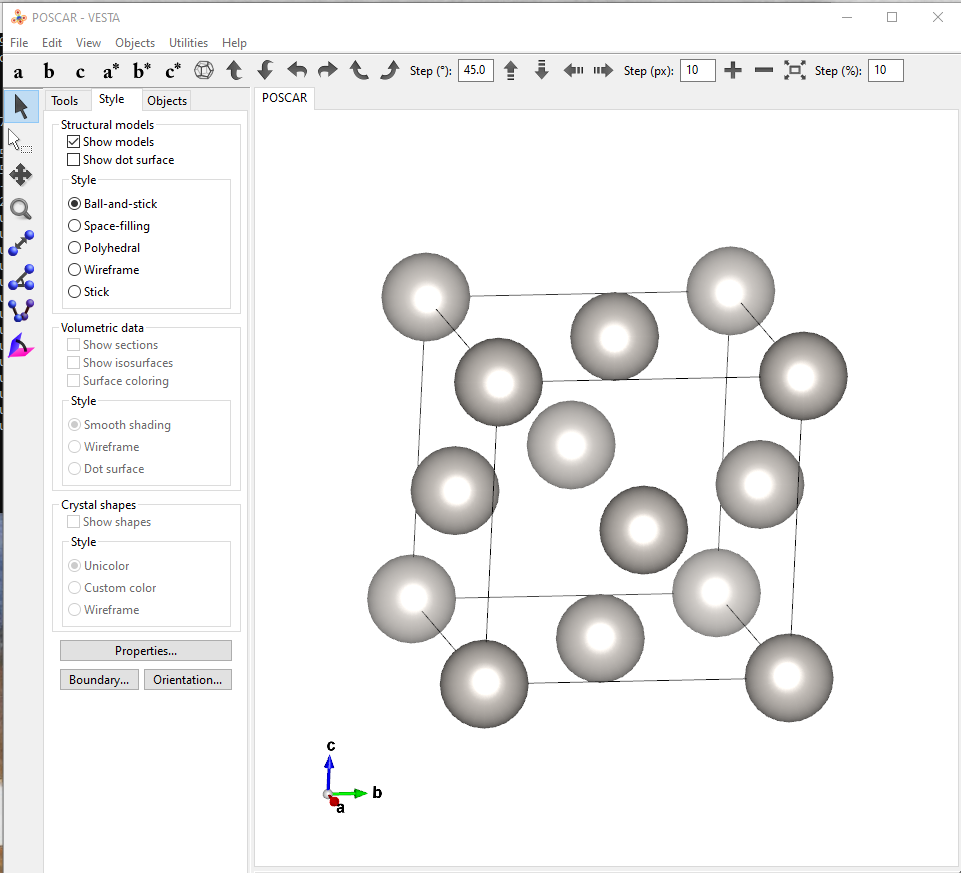 POSCAR - VESTA
File Edit View Objects Utilities Help
a b c a* b* c* Step (°): 45.0 Step (px): 10 Step (%): 10
Tools Style Objects
POSCAR
Structural models
Show models
Show dot surface
Style
Ball-and-stick
Space-filling
Polyhedral
Wireframe
Stick
Volumetric data
Show sections
Show isosurfaces
Surface coloring
Style
Smooth shading
Wireframe
Dot surface
Crystal shapes
Show shapes
Style
Unicolor
Custom color
Wireframe
Properties...
Boundary... Orientation...
c
b
a